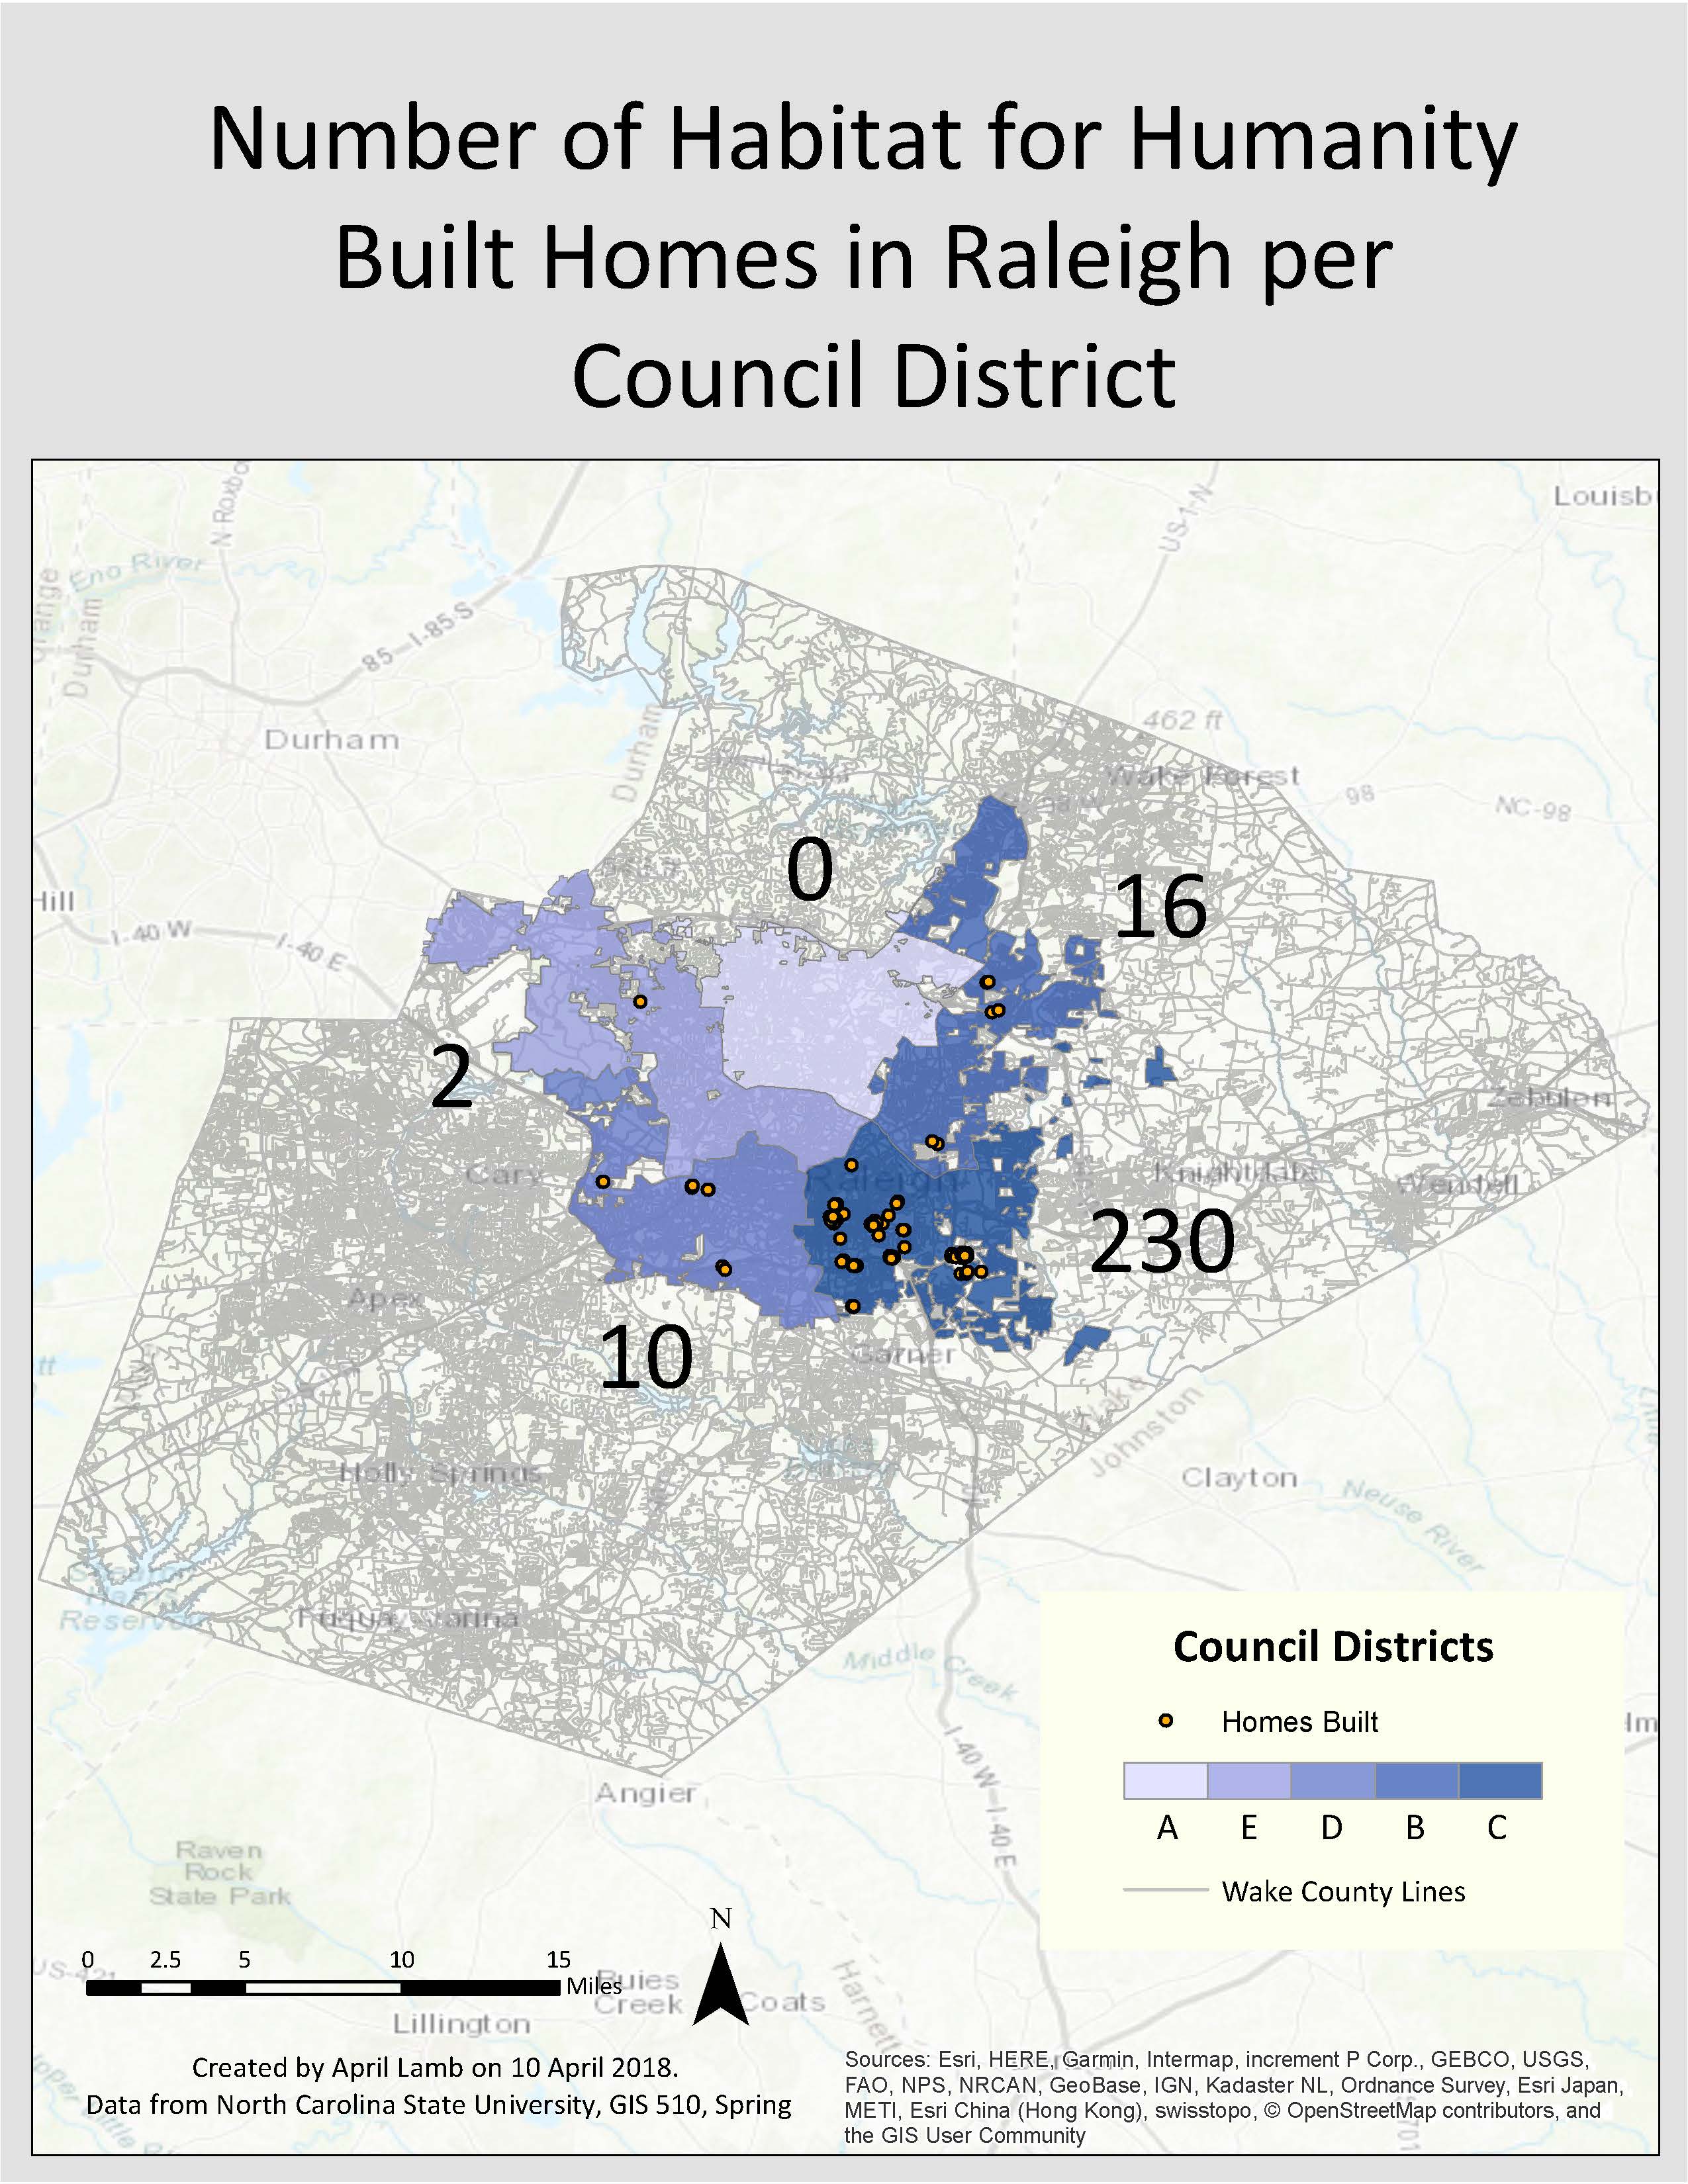 Number of Habitat for Humanity
Built Homes in Raleigh per
Council District
Louisb
N-Roxbo
US-1-N
Eno River
Durham
85-I-85-S
462 ft
Durham
Durham
Wake Forest
98
NC-98
0
16
Hill
I-40 W
I-40 E
2
Zebulon
Cary
Raleigh
Knightdale
Wendell
230
Apex
10
Garner
Wake
Johnston
Holly Springs
Clayton
Neuse River
Reservo
Fuquay-Varina
Middle Creek
Angier
I-40 W-I-40 E
Council Districts
Homes Built
A E D B C
Wake County Lines
Raven
Rock
State Park
N
0 2.5 5 10 15
Miles
US-421
Buies
Creek
Coats
Harnett
Lillington
Created by April Lamb on 10 April 2018.
Data from North Carolina State University, GIS 510, Spring
Sources: Esri, HERE, Garmin, Intermap, increment P Corp., GEBCO, USGS,
FAO, NPS, NRCAN, GeoBase, IGN, Kadaster NL, Ordnance Survey, Esri Japan,
METI, Esri China (Hong Kong), swisstopo, © OpenStreetMap contributors, and
the GIS User Community